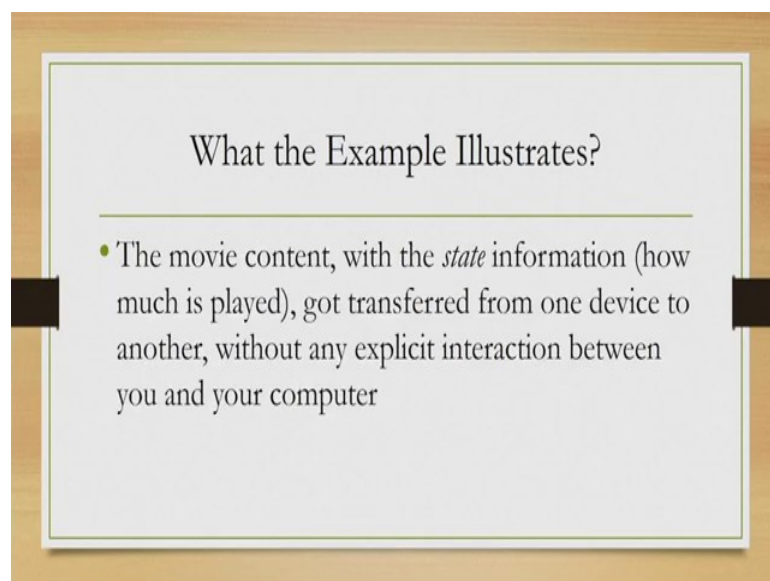 What the Example Illustrates?
• The movie content, with the state information (how
much is played), got transferred from one device to
another, without any explicit interaction between
you and your computer